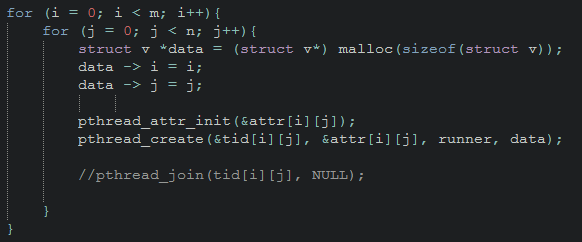 for (i = 0; i < m; i++){
    for (j = 0; j < n; j++){
        struct v *data = (struct v*) malloc(sizeof(struct v));
        data -> i = i;
        data -> j = j;
        pthread_attr_init(&attr[i][j]);
        pthread_create(&tid[i][j], &attr[i][j], runner, data);
        //pthread_join(tid[i][j], NULL);
    }
}